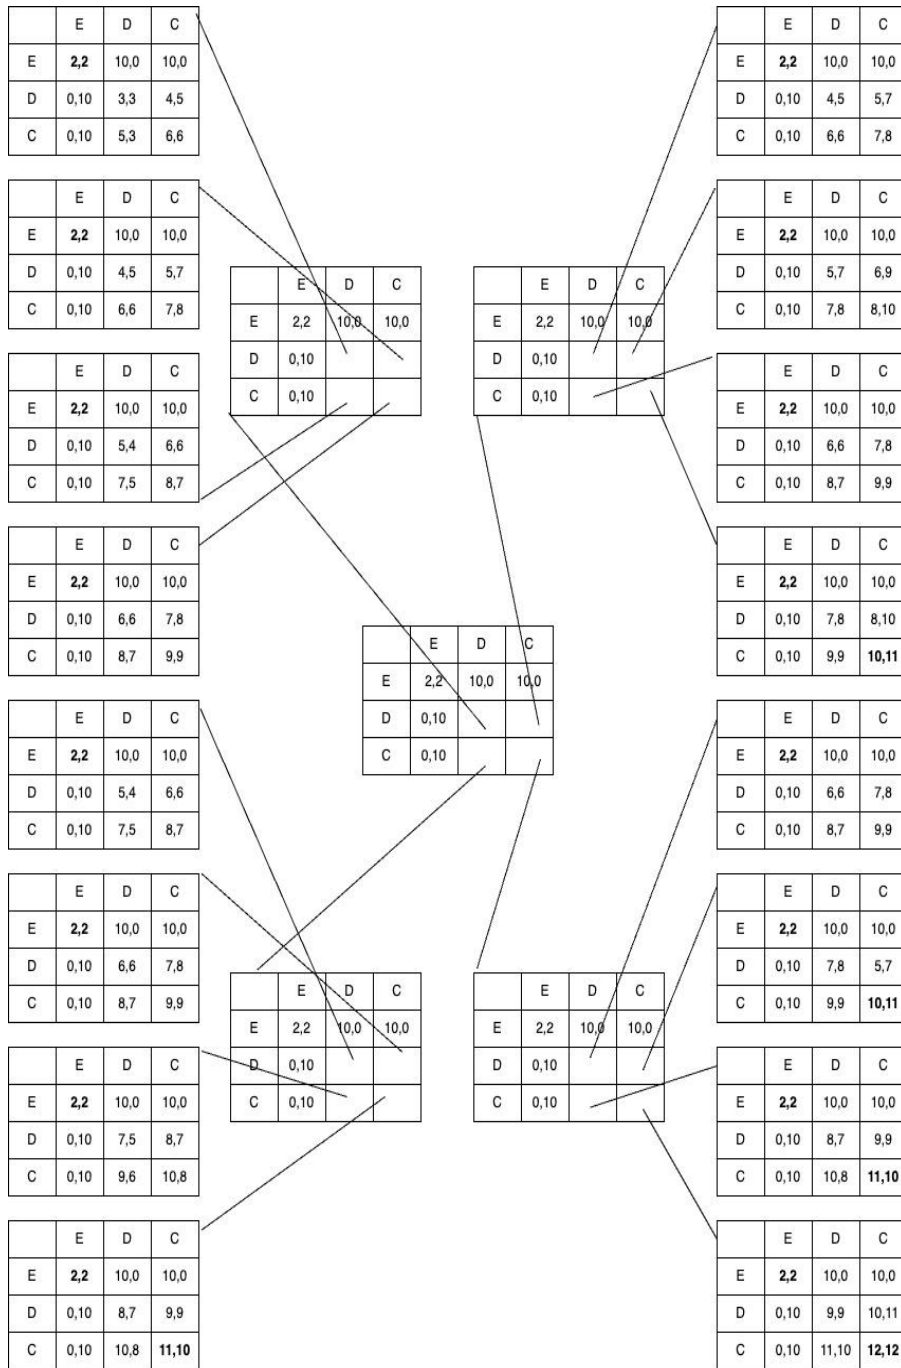 E D C
E 2,2 10,0 10,0
D 0,10 3,3 4,5
C 0,10 5,3 6,6
E D C
E 2,2 10,0 10,0
D 0,10 4,5 5,7
C 0,10 6,6 7,8
E D C
E 2,2 10,0 10,0
D 0,10 5,4 6,6
C 0,10 7,5 8,7
E D C
E 2,2 10,0 10,0
D 0,10 6,6 7,8
C 0,10 8,7 9,9
E D C
E 2,2 10,0 10,0
D 0,10 5,4 6,6
C 0,10 7,5 8,7
E D C
E 2,2 10,0 10,0
D 0,10 6,6 7,8
C 0,10 8,7 9,9
E D C
E 2,2 10,0 10,0
D 0,10 7,5 8,7
C 0,10 9,6 10,8
E D C
E 2,2 10,0 10,0
D 0,10 8,7 9,9
C 0,10 10,8 11,10
E D C
E 2,2 10,0 10,0
D 0,10
C 0,10
E D C
E 2,2 10,0 10,0
D 0,10
C 0,10
E D C
E 2,2 10,0 10,0
D 0,10
C 0,10
E D C
E 2,2 10,0 10,0
D 0,10
C 0,10
E D C
E 2,2 10,0 10,0
D 0,10
C 0,10
E D C
E 2,2 10,0 10,0
D 0,10 4,5 5,7
C 0,10 6,6 7,8
E D C
E 2,2 10,0 10,0
D 0,10 5,7 6,9
C 0,10 7,8 8,10
E D C
E 2,2 10,0 10,0
D 0,10 6,6 7,8
C 0,10 8,7 9,9
E D C
E 2,2 10,0 10,0
D 0,10 7,8 8,10
C 0,10 9,9 10,11
E D C
E 2,2 10,0 10,0
D 0,10 6,6 7,8
C 0,10 8,7 9,9
E D C
E 2,2 10,0 10,0
D 0,10 7,8 5,7
C 0,10 9,9 10,11
E D C
E 2,2 10,0 10,0
D 0,10 8,7 9,9
C 0,10 10,8 11,10
E D C
E 2,2 10,0 10,0
D 0,10 9,9 10,11
C 0,10 11,10 12,12